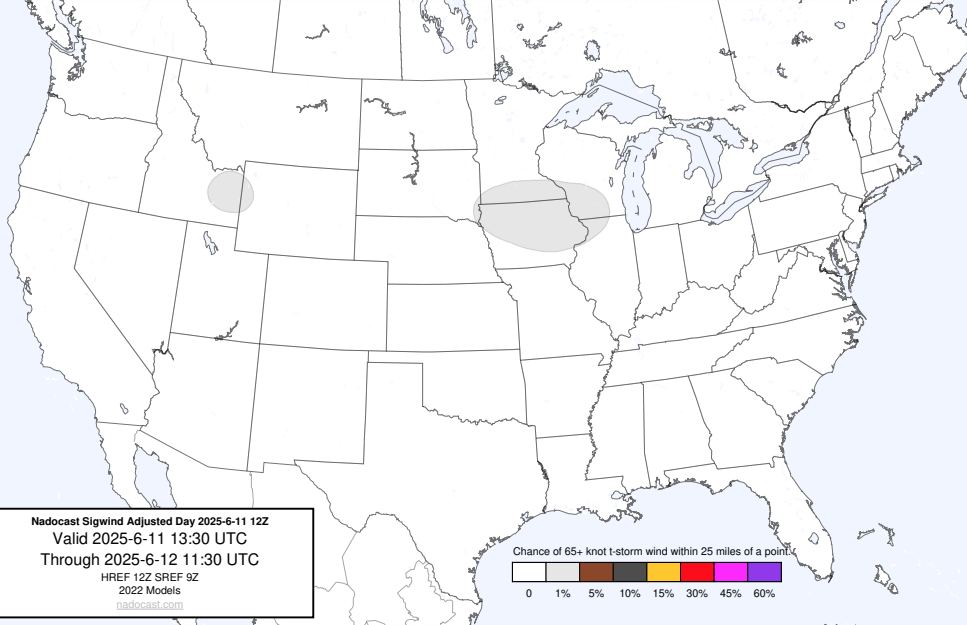 Nadocast Sigwind Adjusted Day 2025-6-11 12Z
Valid 2025-6-11 13:30 UTC
Through 2025-6-12 11:30 UTC
HREF 12Z SREF 9Z
2022 Models
nadocast.com
Chance of 65+ knot t-storm wind within 25 miles of a point.
0 1% 5% 10% 15% 30% 45% 60%